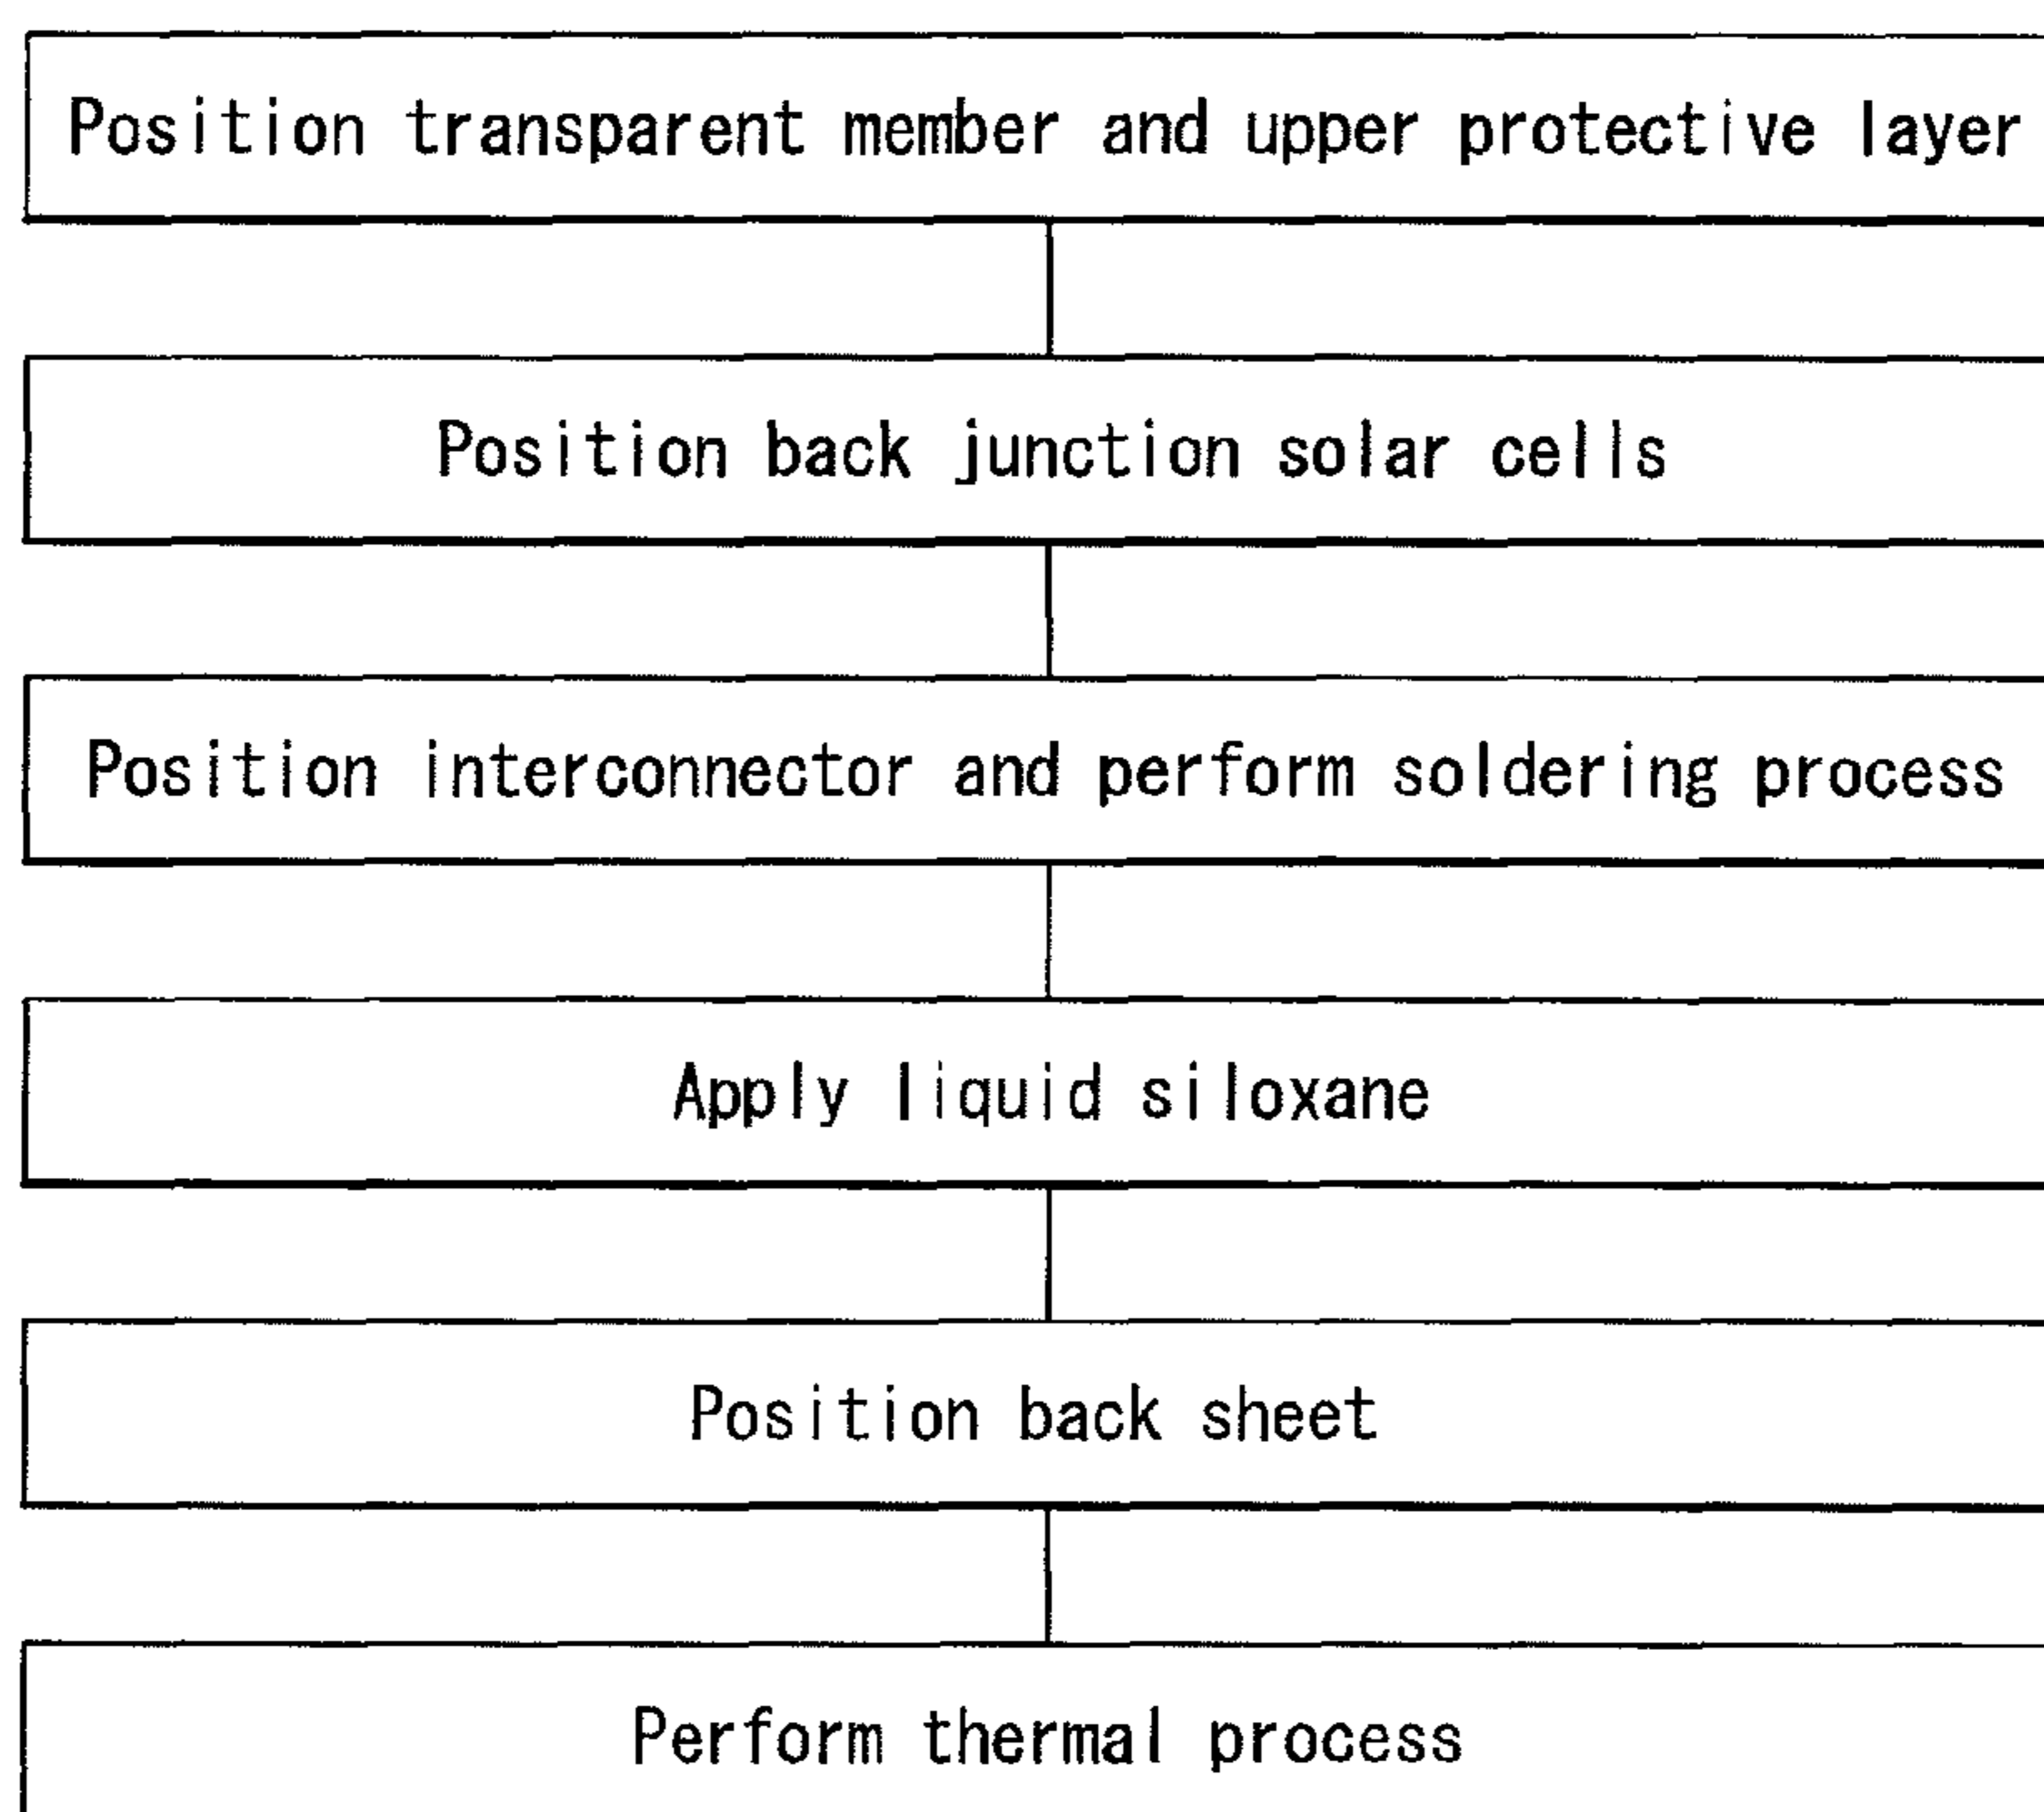 Position transparent member and upper protective layer
Position back junction solar cells
Position interconnector and perform soldering process
Apply liquid siloxane
Position back sheet
Perform thermal process